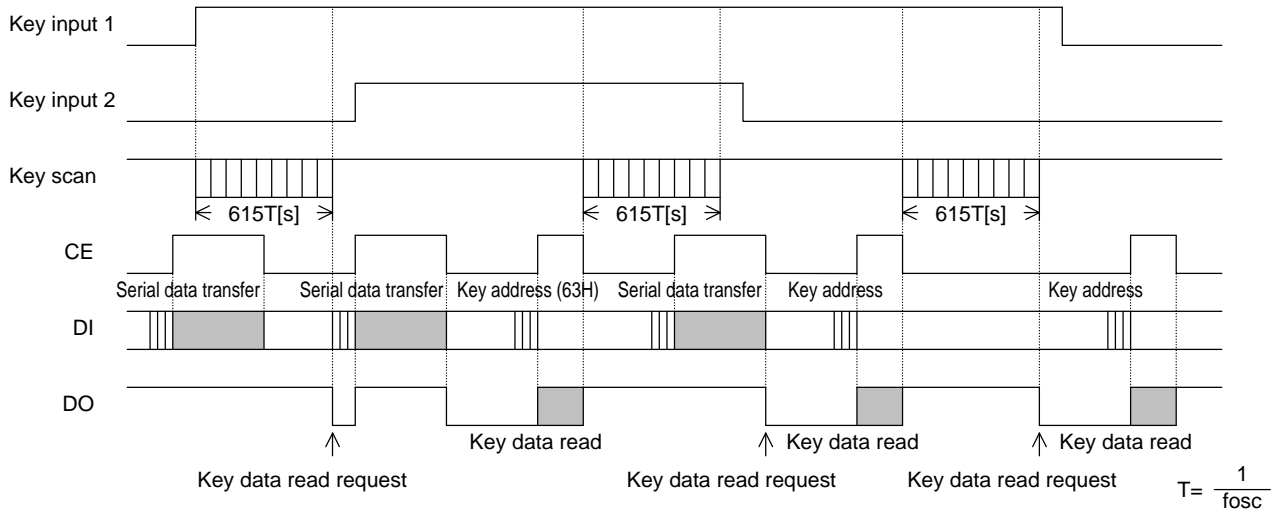 Key input 1
Key input 2
Key scan
615T[s] 615T[s] 615T[s]
CE
Serial data transfer Serial data transfer Key address (63H) Serial data transfer Key address Key address
DI
DO
Key data read Key data read Key data read
Key data read request Key data read request Key data read request
T= 1
fosc